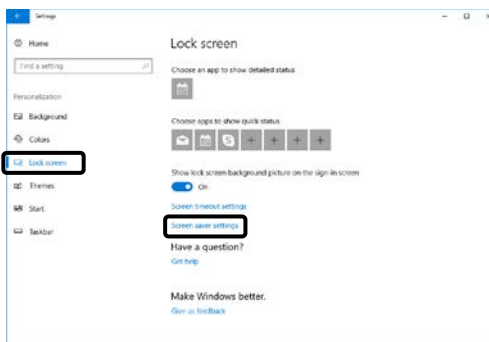 Settings
Home
Find a setting
Personalization
Background
Colors
Lock screen
Themes
Start
Taskbar
Lock screen
Choose an app to show detailed status
Choose apps to show quick status
Show lock screen background picture on the sign-in screen
On
Screen timeout settings
Screen saver settings
Have a question?
Get help
Make Windows better.
Give us feedback